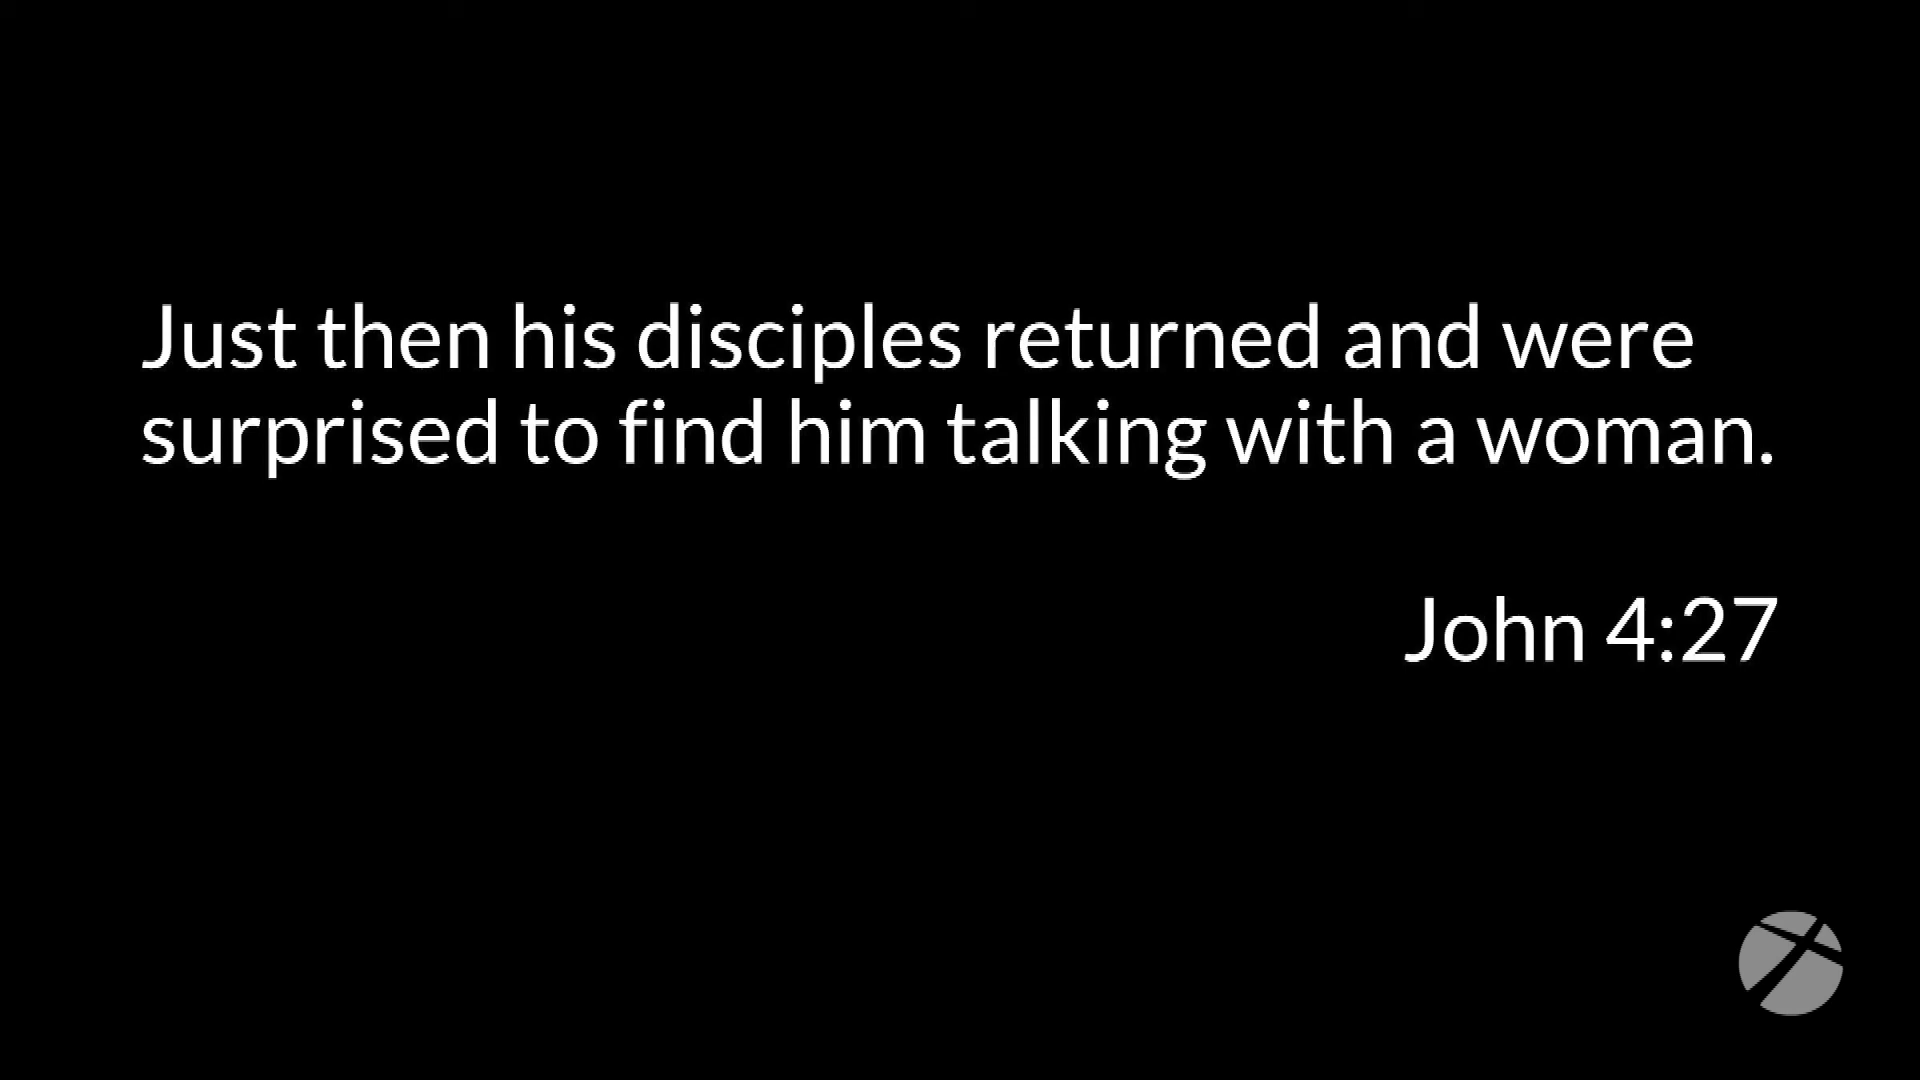 Just then his disciples returned and were
surprised to find him talking with a woman.
John 4:27